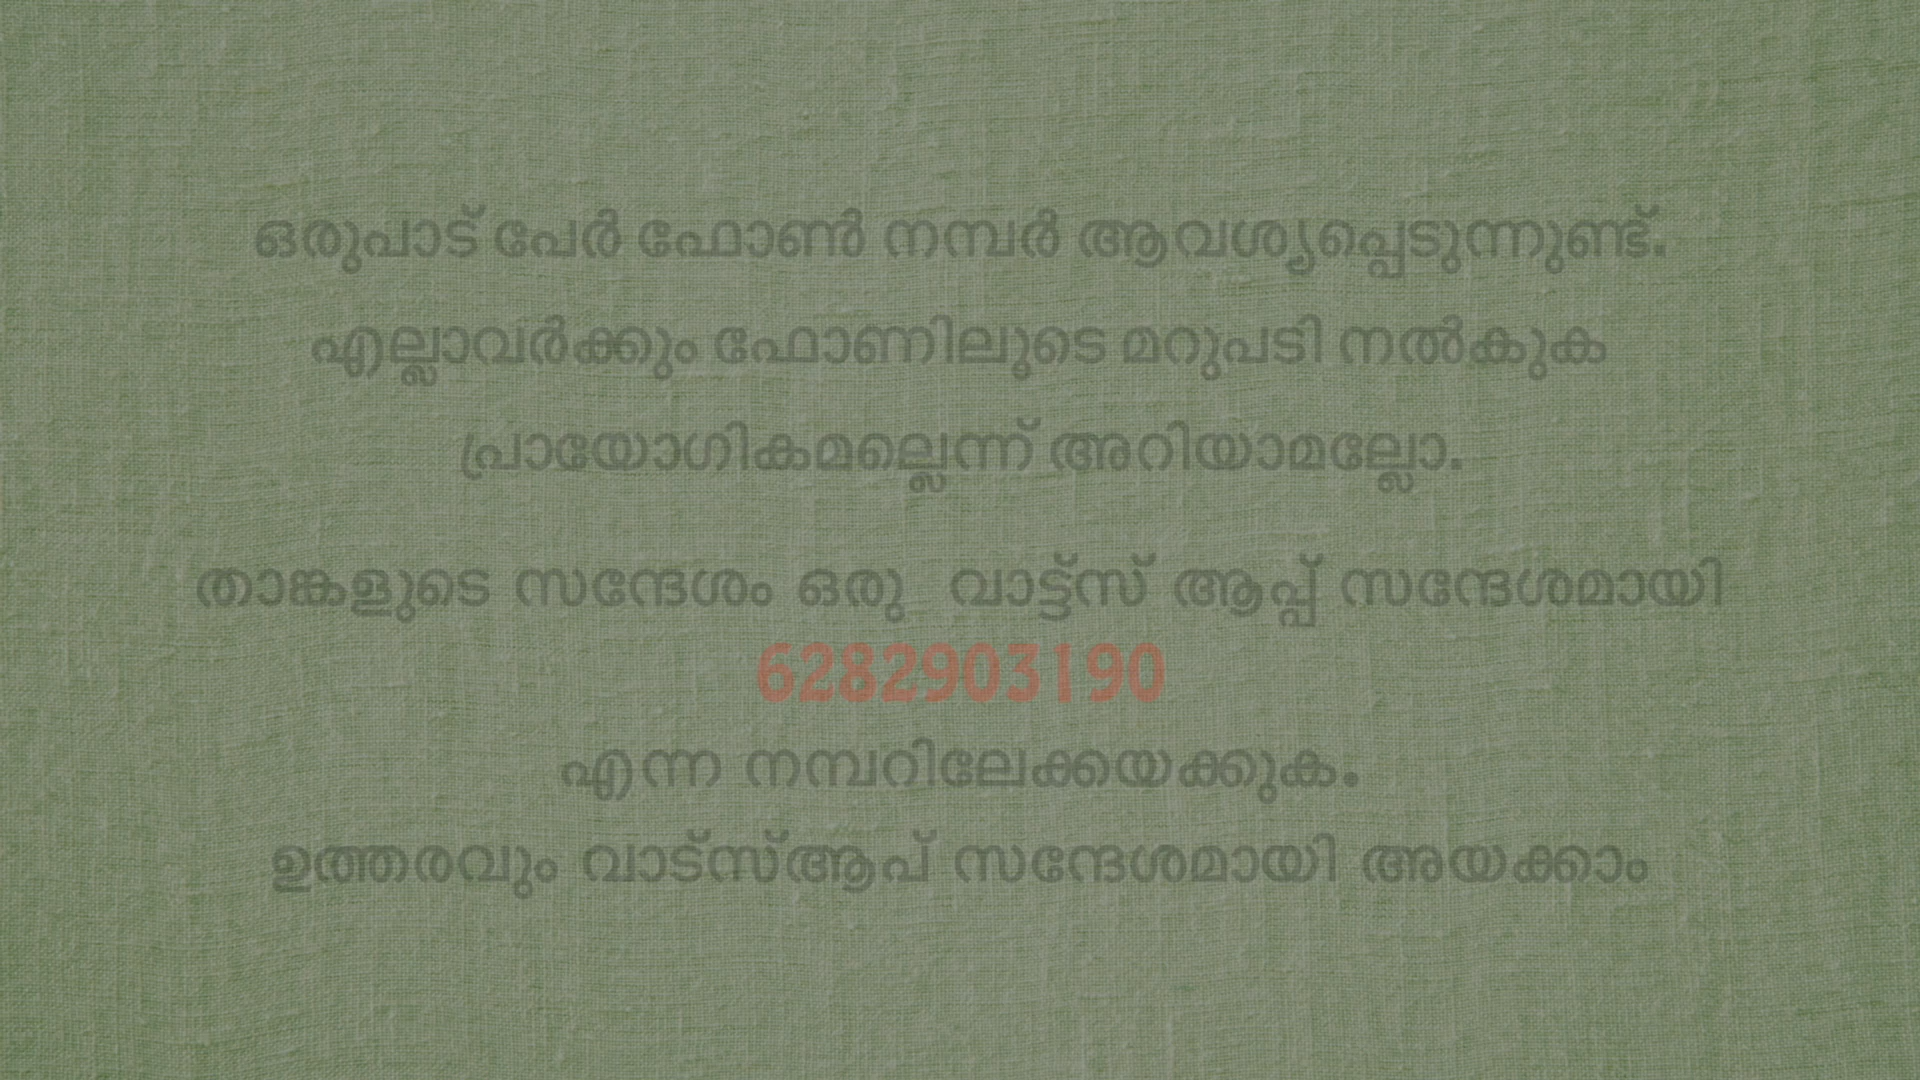 ഒരുപാട് പേർ ഫോൺ നമ്പർ ആവശ്യപ്പെടുന്നുണ്ട്.
എല്ലാവർക്കും ഫോണിലുടെ മറുപടി നൽകുക
പ്രായോഗികമല്ലെന്ന് അറിയാമല്ലോ.
താങ്കളുടെ സന്ദേശം ഒരു വാട്ട്സ് ആപ്പ് സന്ദേശമായി
6282903190
എന്ന നമ്പറിലേക്കയക്കുക.
ഉത്തരവും വാട്സ്ആപ് സന്ദേശമായി അയക്കാം